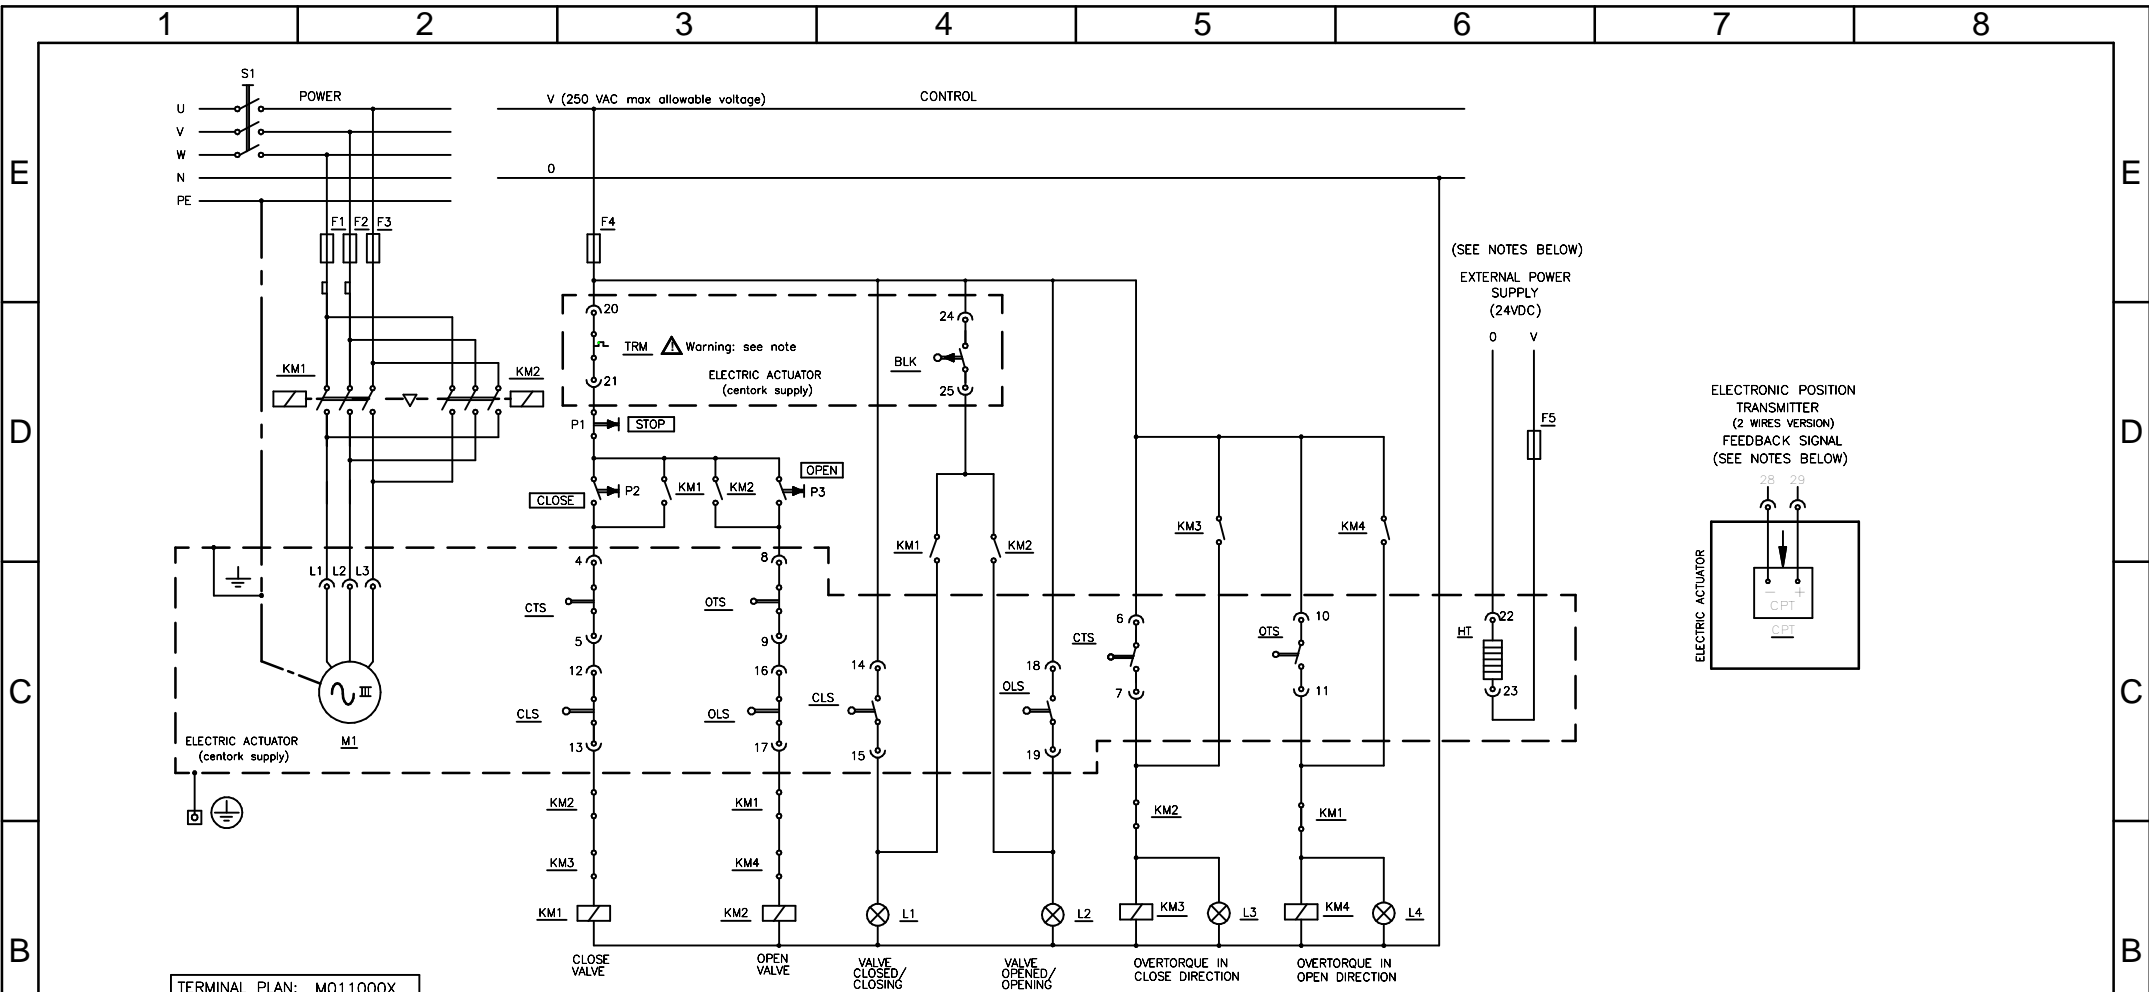 1 2 3 4 5 6 7 8
S1
POWER
V (250 VAC max allowable voltage)
CONTROL
U
V
W
N
PE
0
E
E
F1 F2 F3
F4
(SEE NOTES BELOW)
EXTERNAL POWER
SUPPLY
(24VDC)
0 V
20
TRM
Warning: see note
21
ELECTRIC ACTUATOR
(centork supply)
24
BLK
25
KM1
KM2
F5
ELECTRONIC POSITION
TRANSMITTER
(2 WIRES VERSION)
FEEDBACK SIGNAL
(SEE NOTES BELOW)
28 29
D
D
P1
STOP
OPEN
CLOSE
P2
KM1
KM2
P3
KM1
KM2
KM3
KM4
4
8
L1 L2 L3
CTS
OTS
5
9
12
16
CLS
OLS
13
17
14
CLS
15
18
OLS
19
6
CTS
7
10
OTS
11
22
HT
23
ELECTRIC ACTUATOR
- +
CPT
CPT
C
C
III
M1
ELECTRIC ACTUATOR
(centork supply)
KM2
KM1
KM2
KM1
KM3
KM4
KM1
KM2
L1
L2
KM3
L3
KM4
L4
B
B
CLOSE
VALVE
OPEN
VALVE
VALVE
CLOSED/
CLOSING
VALVE
OPENED/
OPENING
OVERTORQUE IN
CLOSE DIRECTION
OVERTORQUE IN
OPEN DIRECTION
TERMINAL PLAN: M011000X